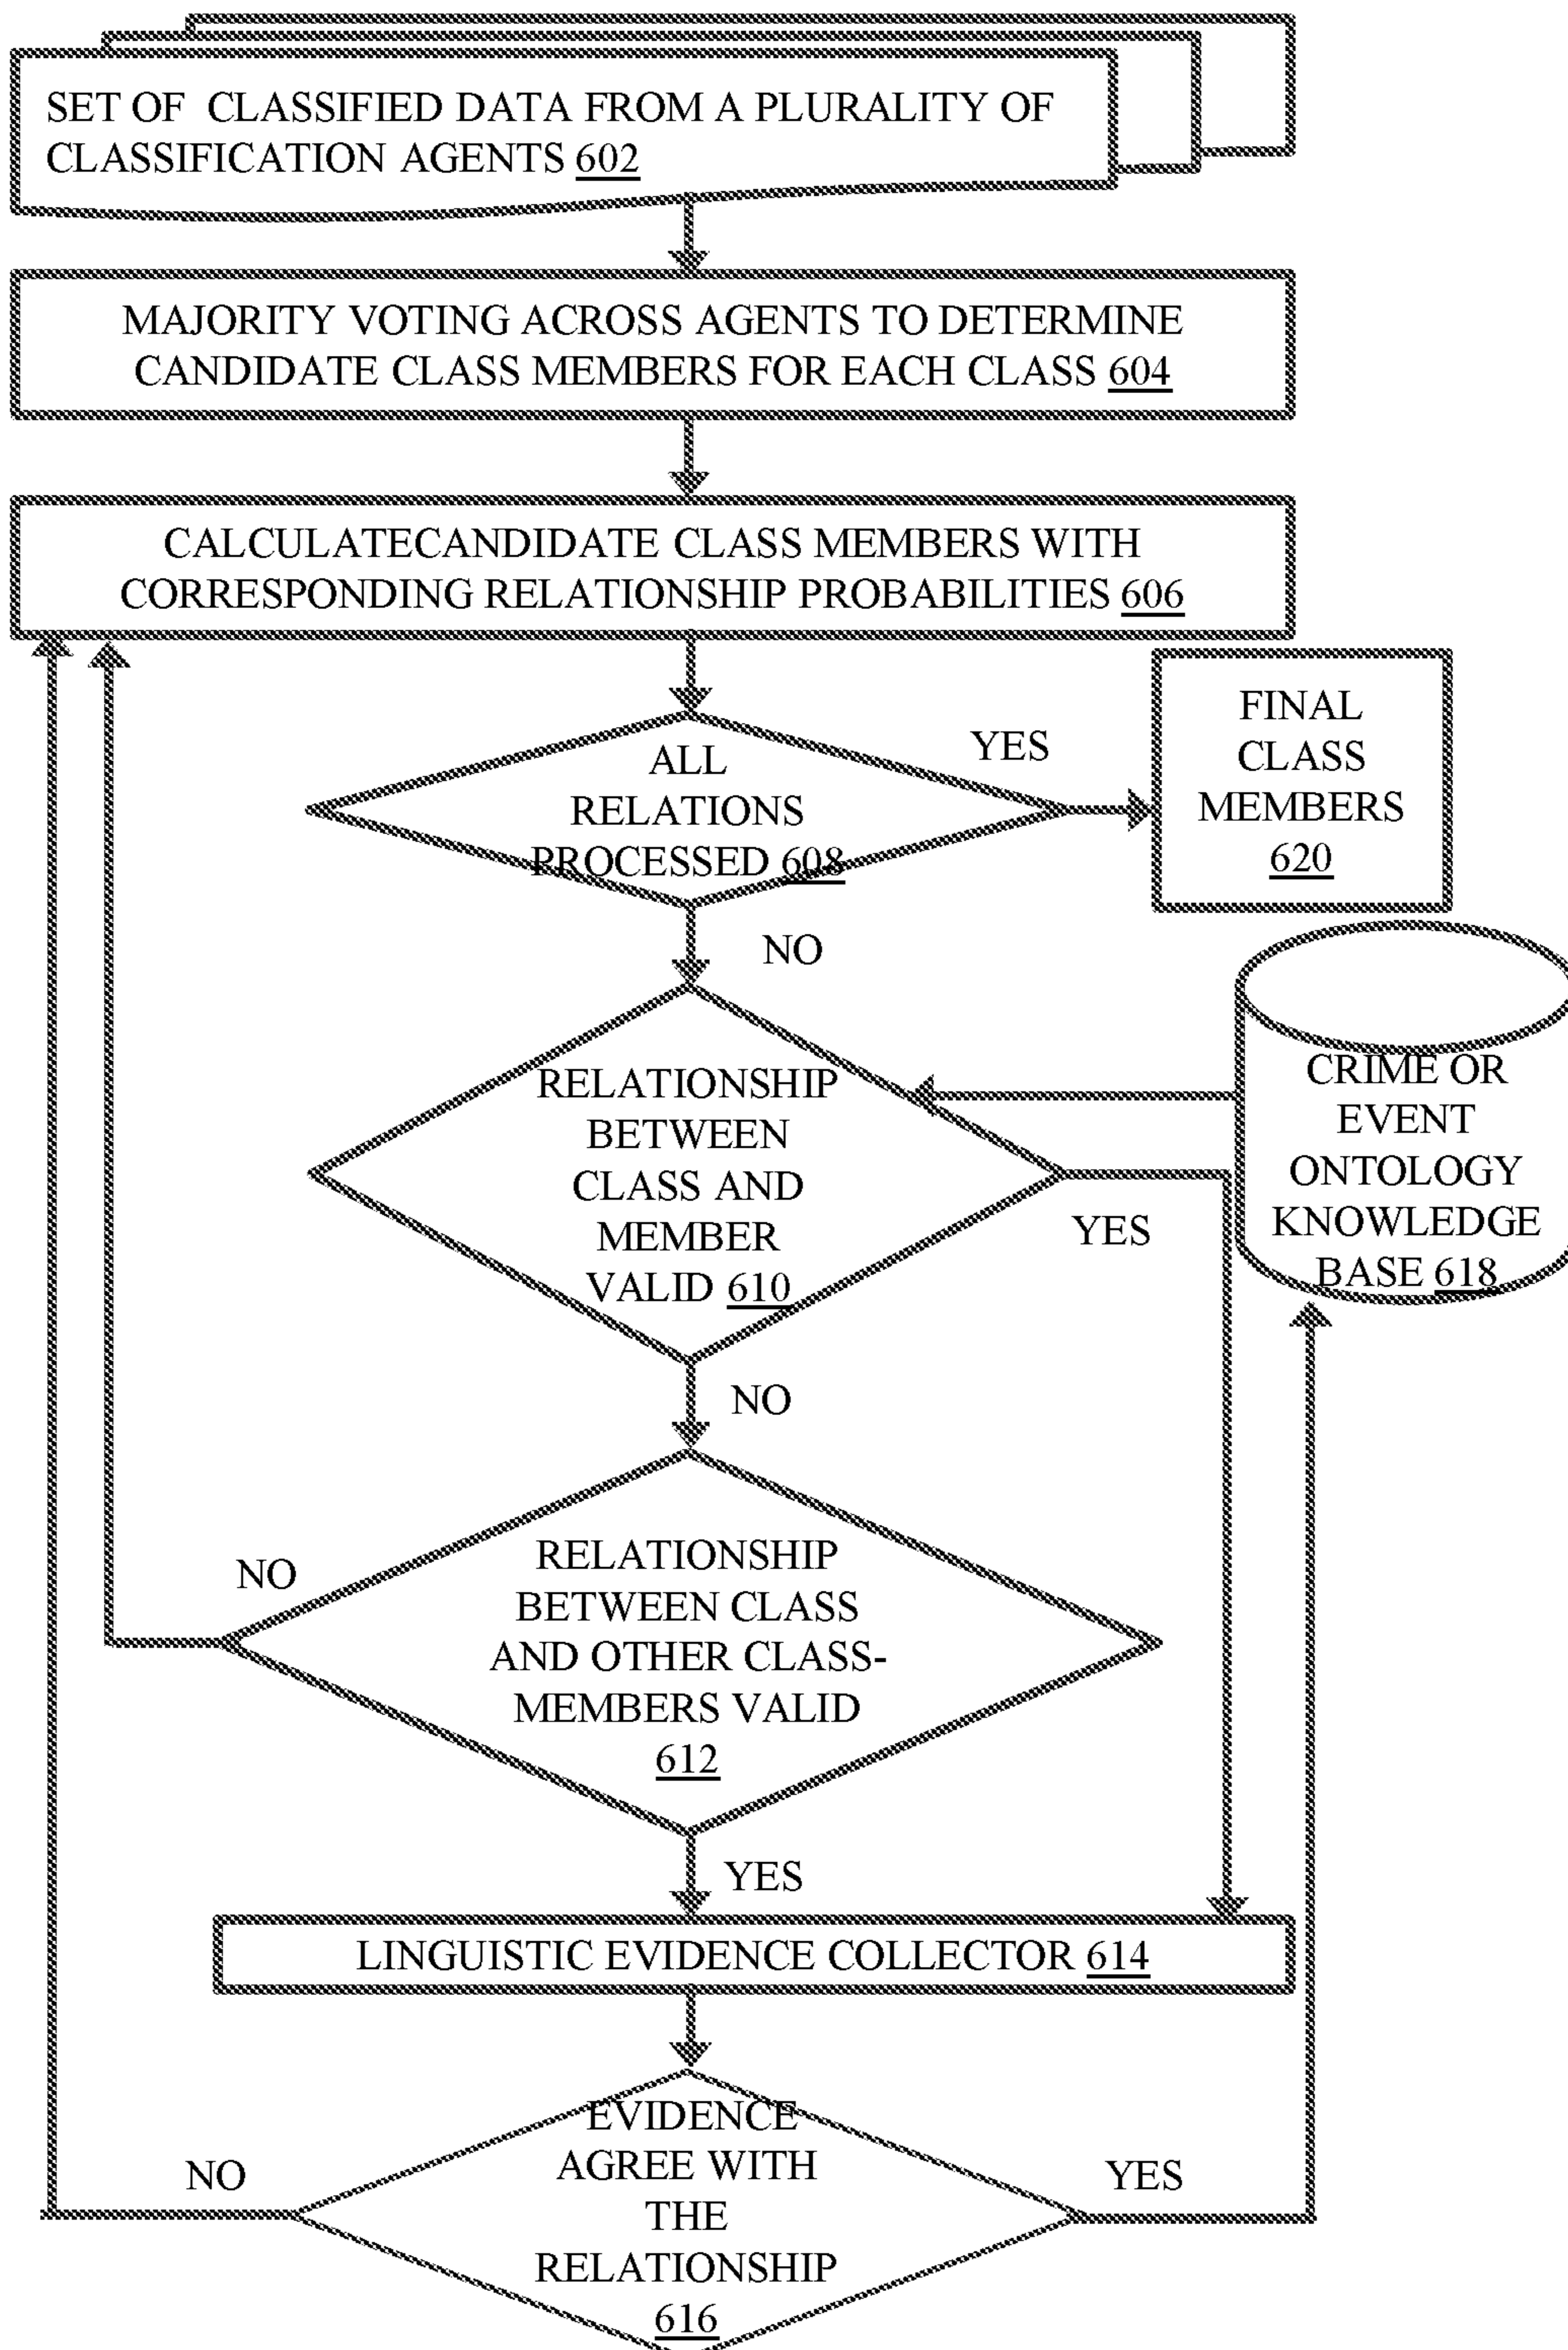 SET OF CLASSIFIED DATA FROM A PLURALITY OF
CLASSIFICATION AGENTS 602
MAJORITY VOTING ACROSS AGENTS TO DETERMINE
CANDIDATE CLASS MEMBERS FOR EACH CLASS 604
CALCULATECANDIDATE CLASS MEMBERS WITH
CORRESPONDING RELATIONSHIP PROBABILITIES 606
ALL
RELATIONS
PROCESSED 608
YES
FINAL
CLASS
MEMBERS
620
NO
RELATIONSHIP
BETWEEN
CLASS AND
MEMBER
VALID 610
YES
CRIME OR
EVENT
ONTOLOGY
KNOWLEDGE
BASE 618
NO
RELATIONSHIP
BETWEEN CLASS
AND OTHER CLASS-
MEMBERS VALID
612
NO
YES
LINGUISTIC EVIDENCE COLLECTOR 614
EVIDENCE
AGREE WITH
THE
RELATIONSHIP
616
NO
YES